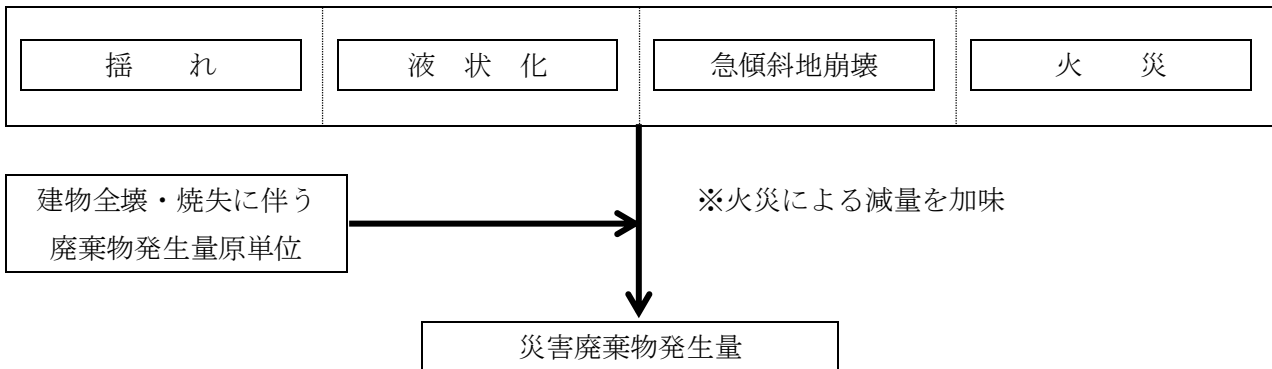 揺れ
液状化
急傾斜地崩壊
火災
建物全壊・焼失に伴う
廃棄物発生量原単位
※火災による減量を加味
災害廃棄物発生量